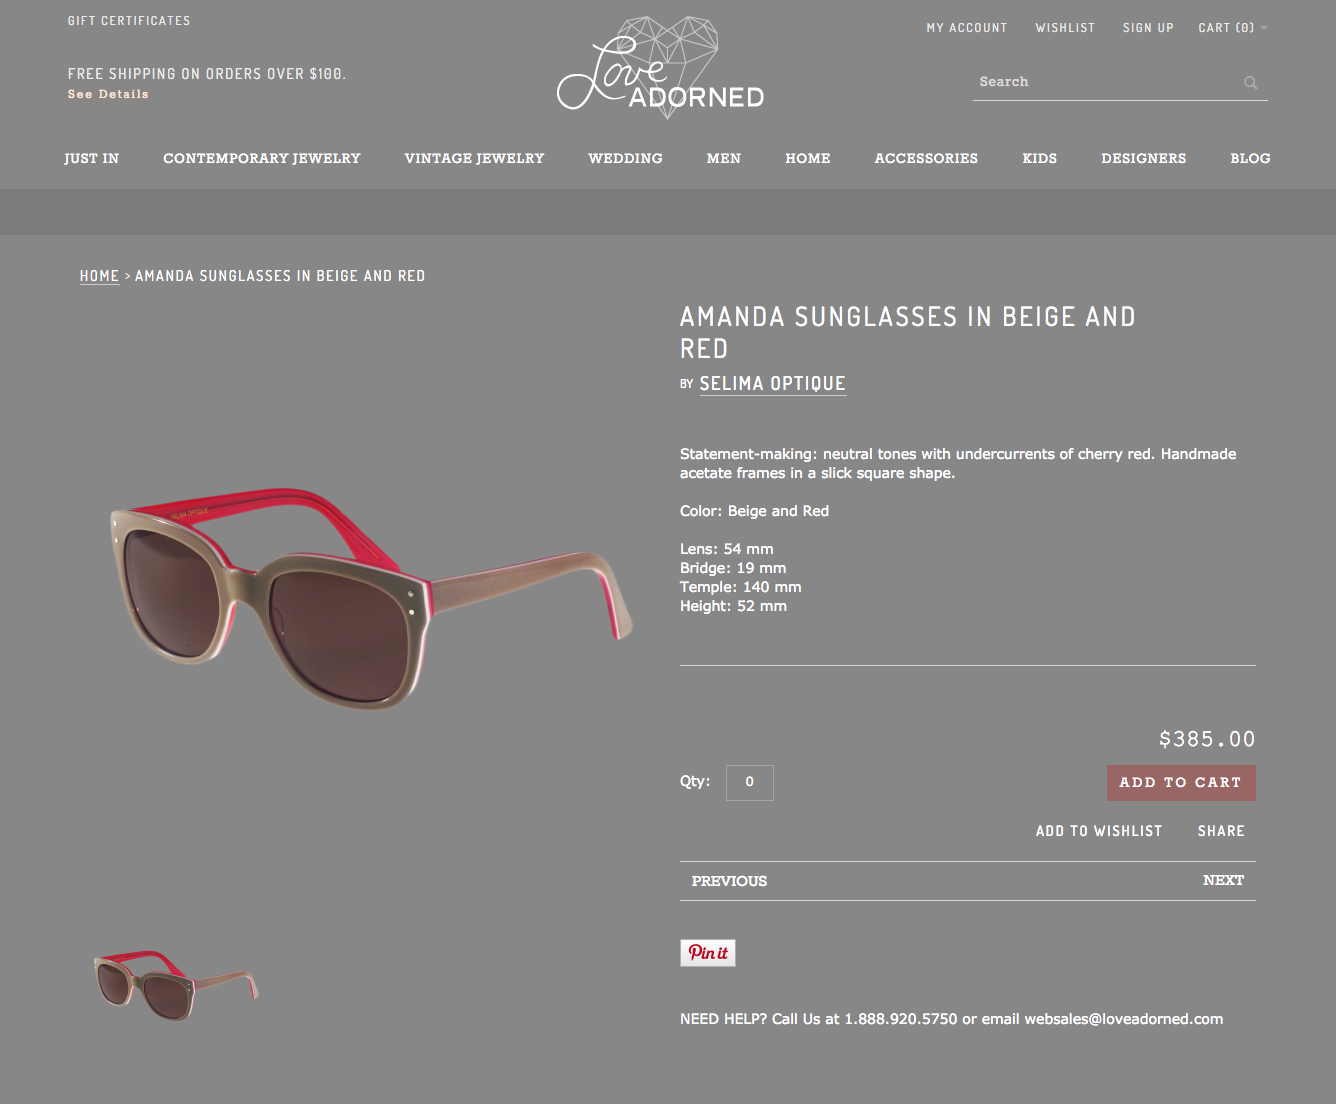 GIFT CERTIFICATES
MY ACCOUNT WISHLIST SIGN UP CART (0)
FREE SHIPPING ON ORDERS OVER $100.
See Details
Love
ADORNED
Search
JUST IN CONTEMPORARY JEWELRY VINTAGE JEWELRY WEDDING MEN HOME ACCESSORIES KIDS DESIGNERS BLOG
HOME > AMANDA SUNGLASSES IN BEIGE AND RED
AMANDA SUNGLASSES IN BEIGE AND
RED
BY SELIMA OPTIQUE
Statement-making: neutral tones with undercurrents of cherry red. Handmade
acetate frames in a slick square shape.
Color: Beige and Red
Lens: 54 mm
Bridge: 19 mm
Temple: 140 mm
Height: 52 mm
SELIMA OPTIQUE
$385.00
Qty: 0
ADD TO CART
ADD TO WISHLIST SHARE
PREVIOUS NEXT
Pin it
NEED HELP? Call Us at 1.888.920.5750 or email websales@loveadorned.com